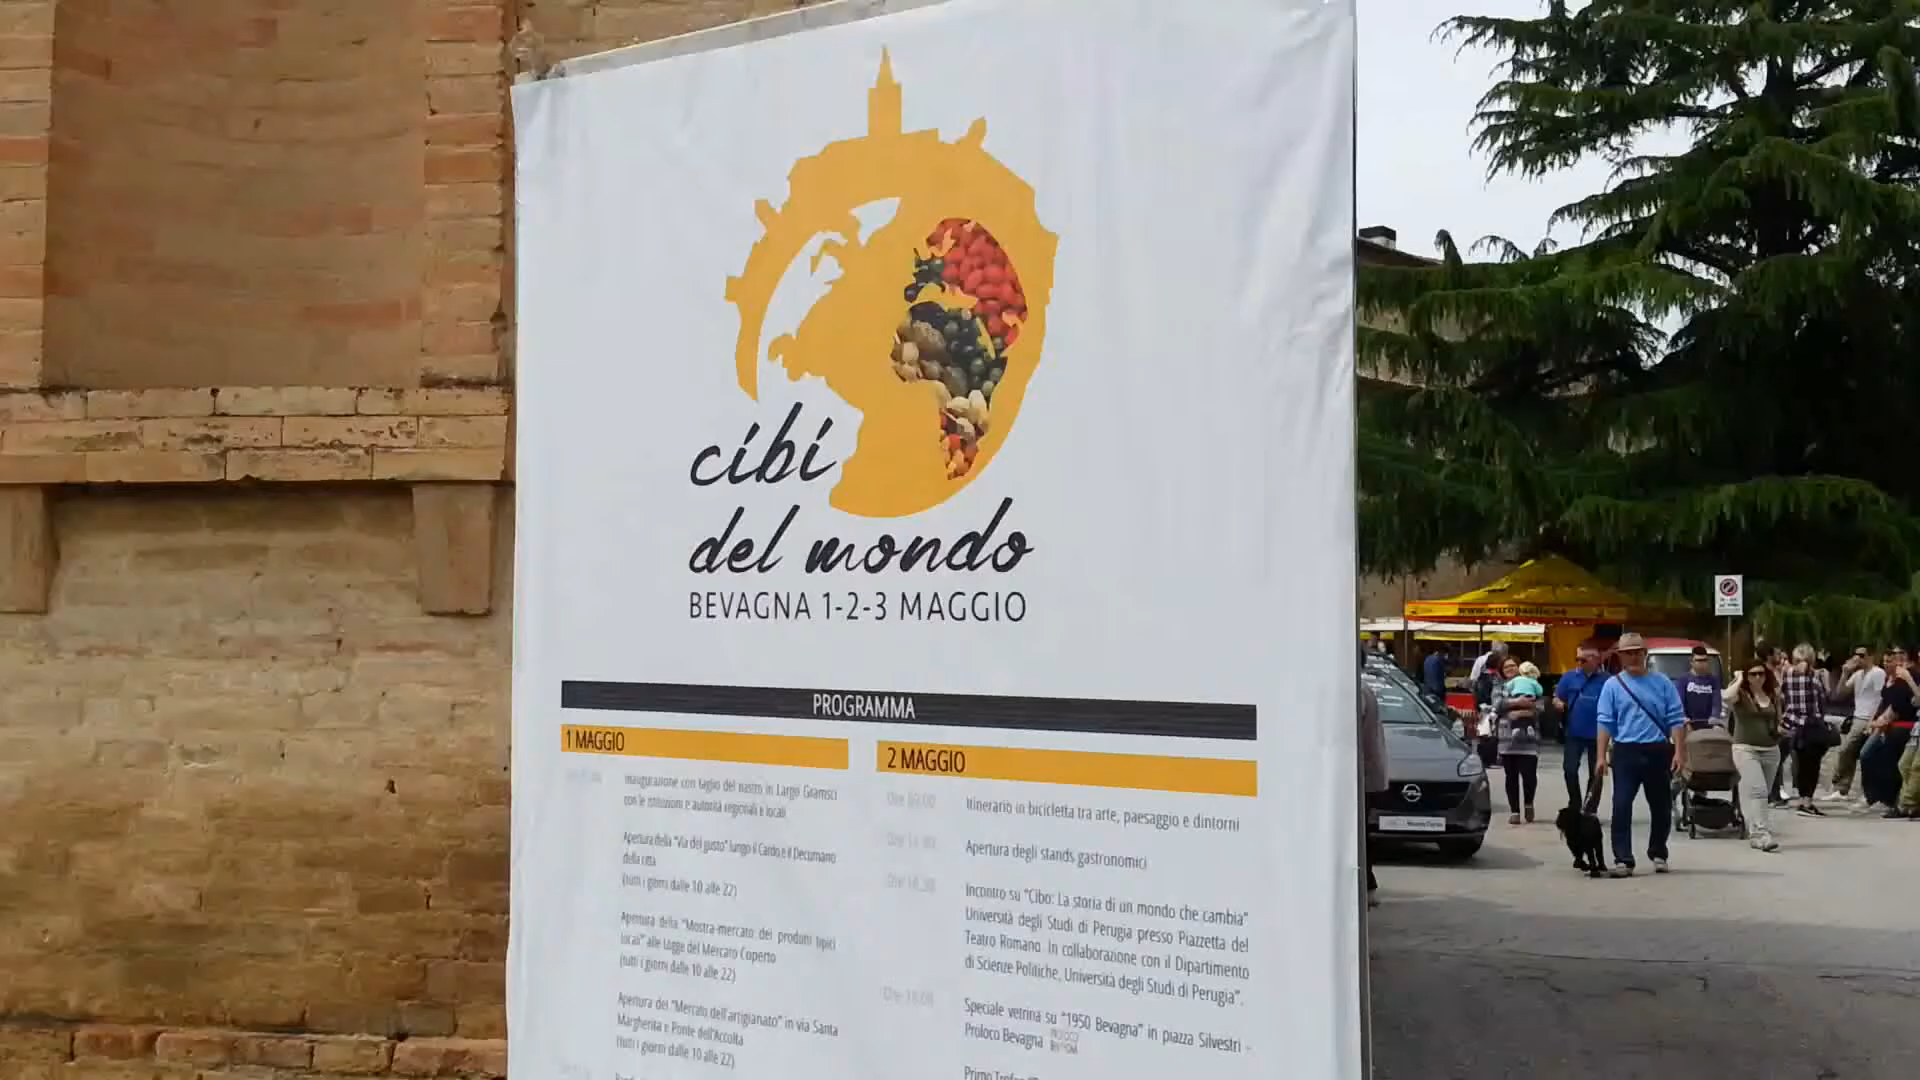 cibi
del mondo
BEVAGNA 1-2-3 MAGGIO
PROGRAMMA
1 MAGGIO
Inaugurazione con taglio del nastro in Largo Gramsci
con le istituzioni e autorità regionali e locali
Apertura della "Via del gusto" lungo il Cardo e il Decumano
della città
(tutti i giorni dalle 10 alle 22)
Apertura della "Mostra-mercato dei prodotti tipici
locali" alle Logge del Mercato Coperto
(tutti i giorni dalle 10 alle 22)
Apertura del "Mercato dell'artigianato" in via Santa
Margherita e Ponte dell'Accolta
(tutti i giorni dalle 10 alle 22)
2 MAGGIO
Itinerario in bicicletta tra arte, paesaggio e dintorni
Apertura degli stands gastronomici
Incontro su "Cibo: La storia di un mondo che cambia"
Università degli Studi di Perugia presso Piazzetta del
Teatro Romano. In collaborazione con il Dipartimento
di Scienze Politiche, Università degli Studi di Perugia".
Speciale vetrina su "1950 Bevagna" in piazza Silvestri -
Proloco Bevagna
Primo